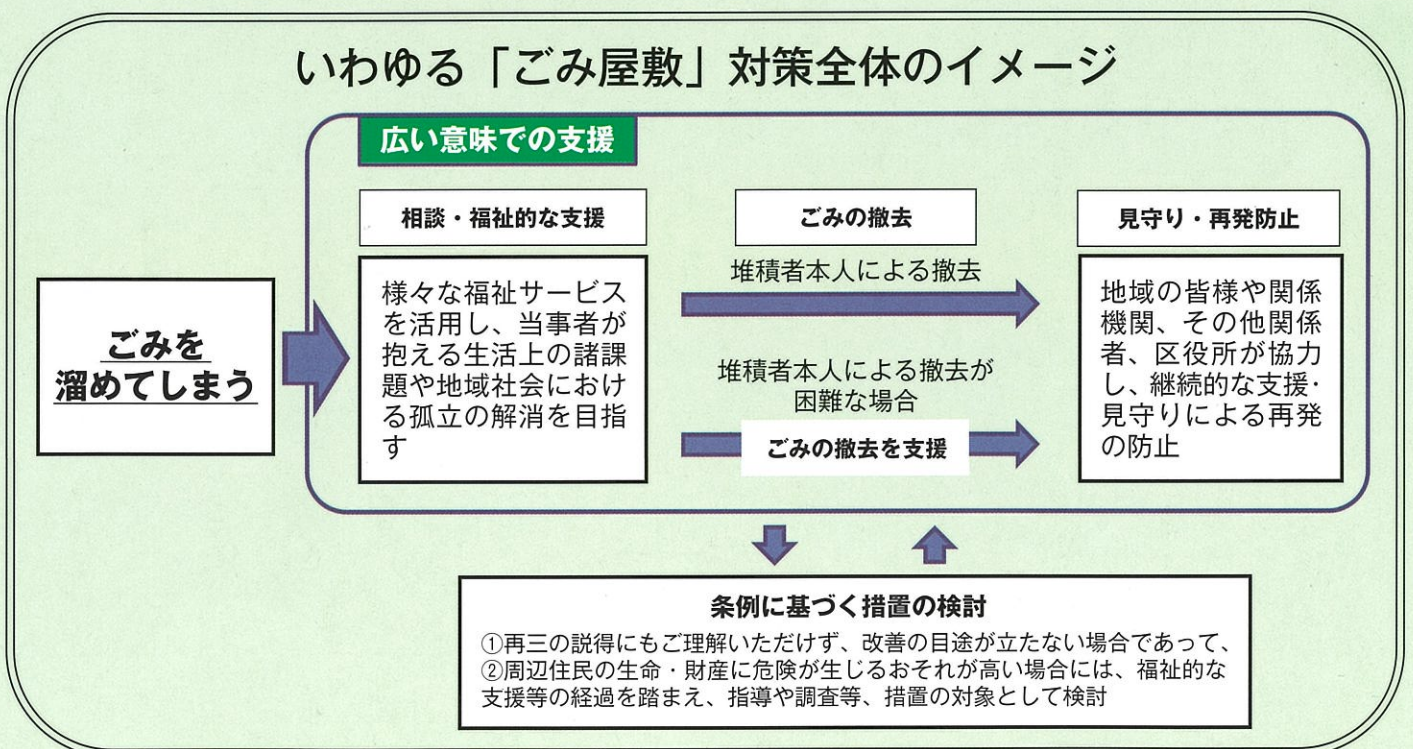 いわゆる「ごみ屋敷」対策全体のイメージ
広い意味での支援
ごみを
溜めてしまう
相談・福祉的な支援
様々な福祉サービス
を活用し、当事者が
抱える生活上の諸課
題や地域社会におけ
る孤立の解消を目指
す
ごみの撤去
堆積者本人による撤去
堆積者本人による撤去が
困難な場合
ごみの撤去を支援
見守り・再発防止
地域の皆様や関係
機関、その他関係
者、区役所が協力
し、継続的な支援・
見守りによる再発
の防止
条例に基づく措置の検討
①再三の説得にもご理解いただけず、改善の目途が立たない場合であって、
②周辺住民の生命・財産に危険が生じるおそれが高い場合には、福祉的な
支援等の経過を踏まえ、指導や調査等、措置の対象として検討